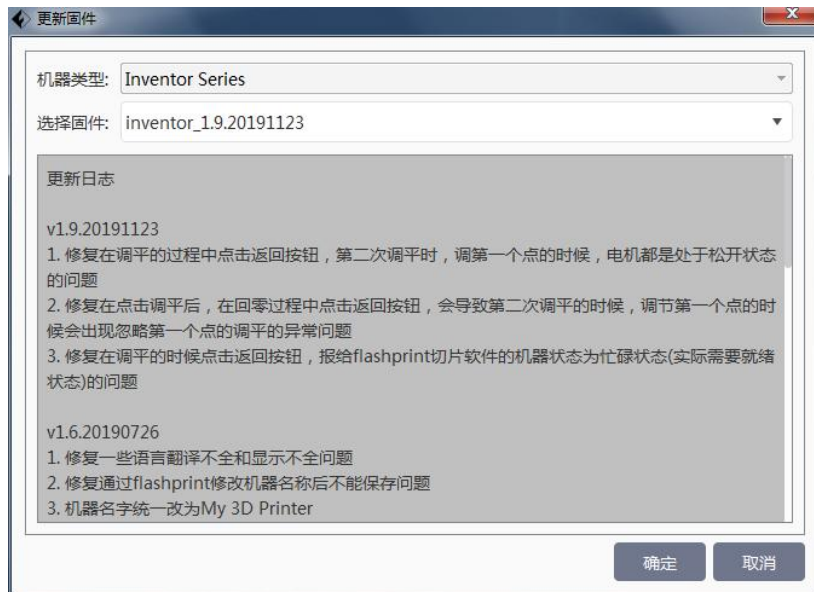 更新固件
机器类型: Inventor Series
选择固件: inventor_1.9.20191123
更新日志
v1.9.20191123
1. 修复在调平的过程中点击返回按钮，第二次调平时，调第一个点的时候，电机都是处于松开状态
的问题
2. 修复在点击调平后，在回零过程中点击返回按钮，会导致第二次调平的时候，调节第一个点的时
候会出现忽略第一个点的调平的异常问题
3. 修复在调平的时候点击返回按钮，报给flashprint切片软件的机器状态为忙碌状态(实际需要就绪
状态)的问题
v1.6.20190726
1. 修复一些语言翻译不全和显示不全问题
2. 修复通过flashprint修改机器名称后不能保存问题
3. 机器名字统一改为My 3D Printer
确定 取消